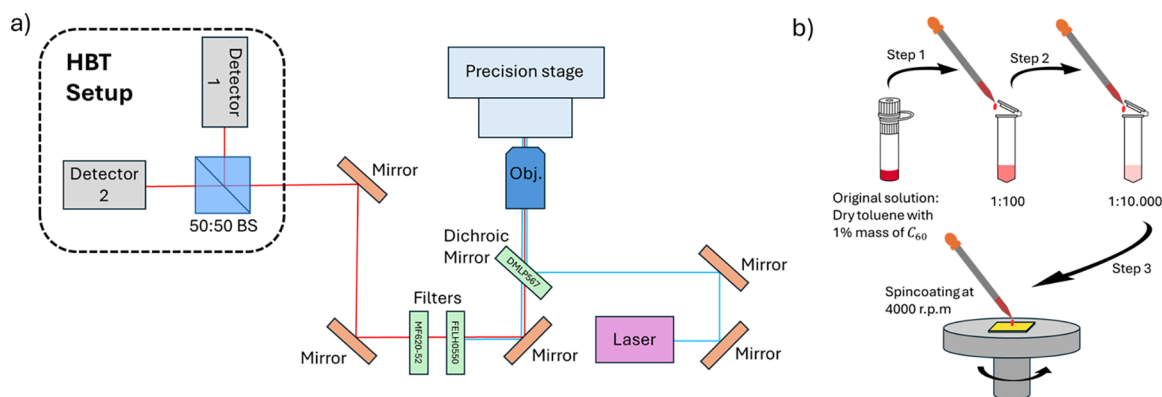 a)
HBT
Setup
Detector
1
Detector
2
50:50 BS
Mirror
Precision stage
Obj.
Dichroic
Mirror
DMLP567
Mirror
Filters
MF620-52
FELH0550
Mirror
Mirror
Laser
Mirror
b)
Step 1
Step 2
Original solution:
Dry toluene with
1% mass of C₆₀
1:100
1:10.000
Step 3
Spincoating at
4000 r.p.m